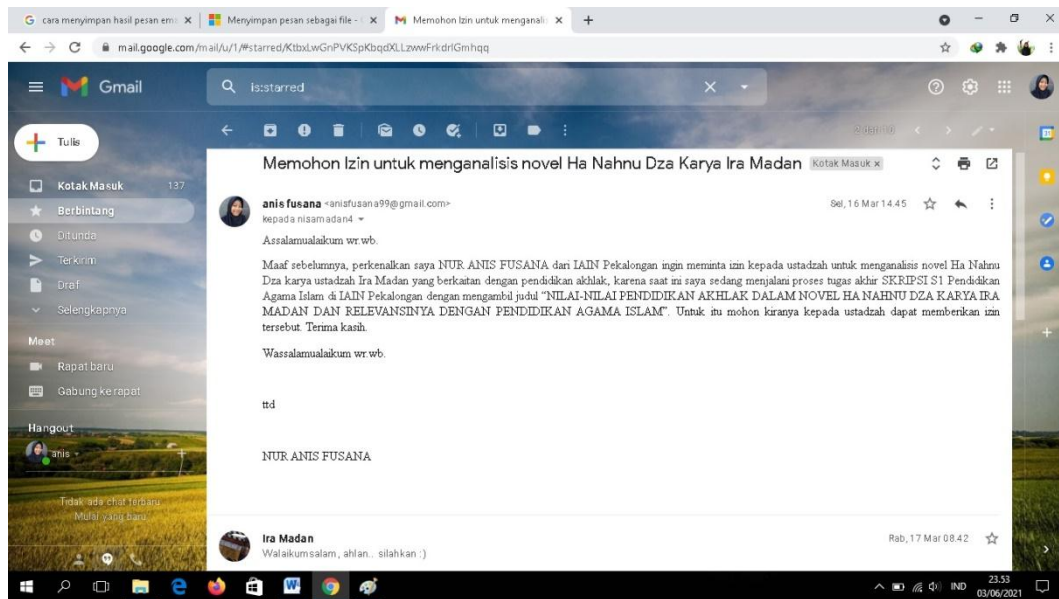 cara menyimpan hasil pesan ema
Menyimpan pesan sebagai file -
Memohon Izin untuk menganalis
mail.google.com/mail/u/1/#starred/KtbxLwGnPVKSpKbqdXLLzwwFrkdrlGmhqq
Gmail
is:starred
Tulis
2 dari 10
Memohon Izin untuk menganalisis novel Ha Nahnu Dza Karya Ira Madan Kotak Masuk x
Kotak Masuk 137
Berbintang
Ditunda
Terkirim
Draf
Selengkapnya
Meet
Rapat baru
Gabung ke rapat
Hangout
anis
Tidak ada chat terbaru
Mulai yang baru
anis fusana <anisfusana99@gmail.com>
Sel, 16 Mar 14.45
kepada nisamadan4
Assalamualaikum wr.wb.
Maaf sebelumnya, perkenalkan saya NUR ANIS FUSANA dari IAIN Pekalongan ingin meminta izin kepada ustadzah untuk menganalisis novel Ha Nahnu
Dza karya ustadzah Ira Madan yang berkaitan dengan pendidikan akhlak, karena saat ini saya sedang menjalani proses tugas akhir SKRIPSI S1 Pendidikan
Agama Islam di IAIN Pekalongan dengan mengambil judul “NILAI-NILAI PENDIDIKAN AKHLAK DALAM NOVEL HA NAHNU DZA KARYA IRA
MADAN DAN RELEVANSINYA DENGAN PENDIDIKAN AGAMA ISLAM”. Untuk itu mohon kiranya kepada ustadzah dapat memberikan izin
tersebut. Terima kasih.
Wassalamualaikum wr.wb.
ttd
NUR ANIS FUSANA
Ira Madan
Rab, 17 Mar 08.42
Walaikumsalam, ahlan.. silahkan :)
IND
23.53
03/06/2021